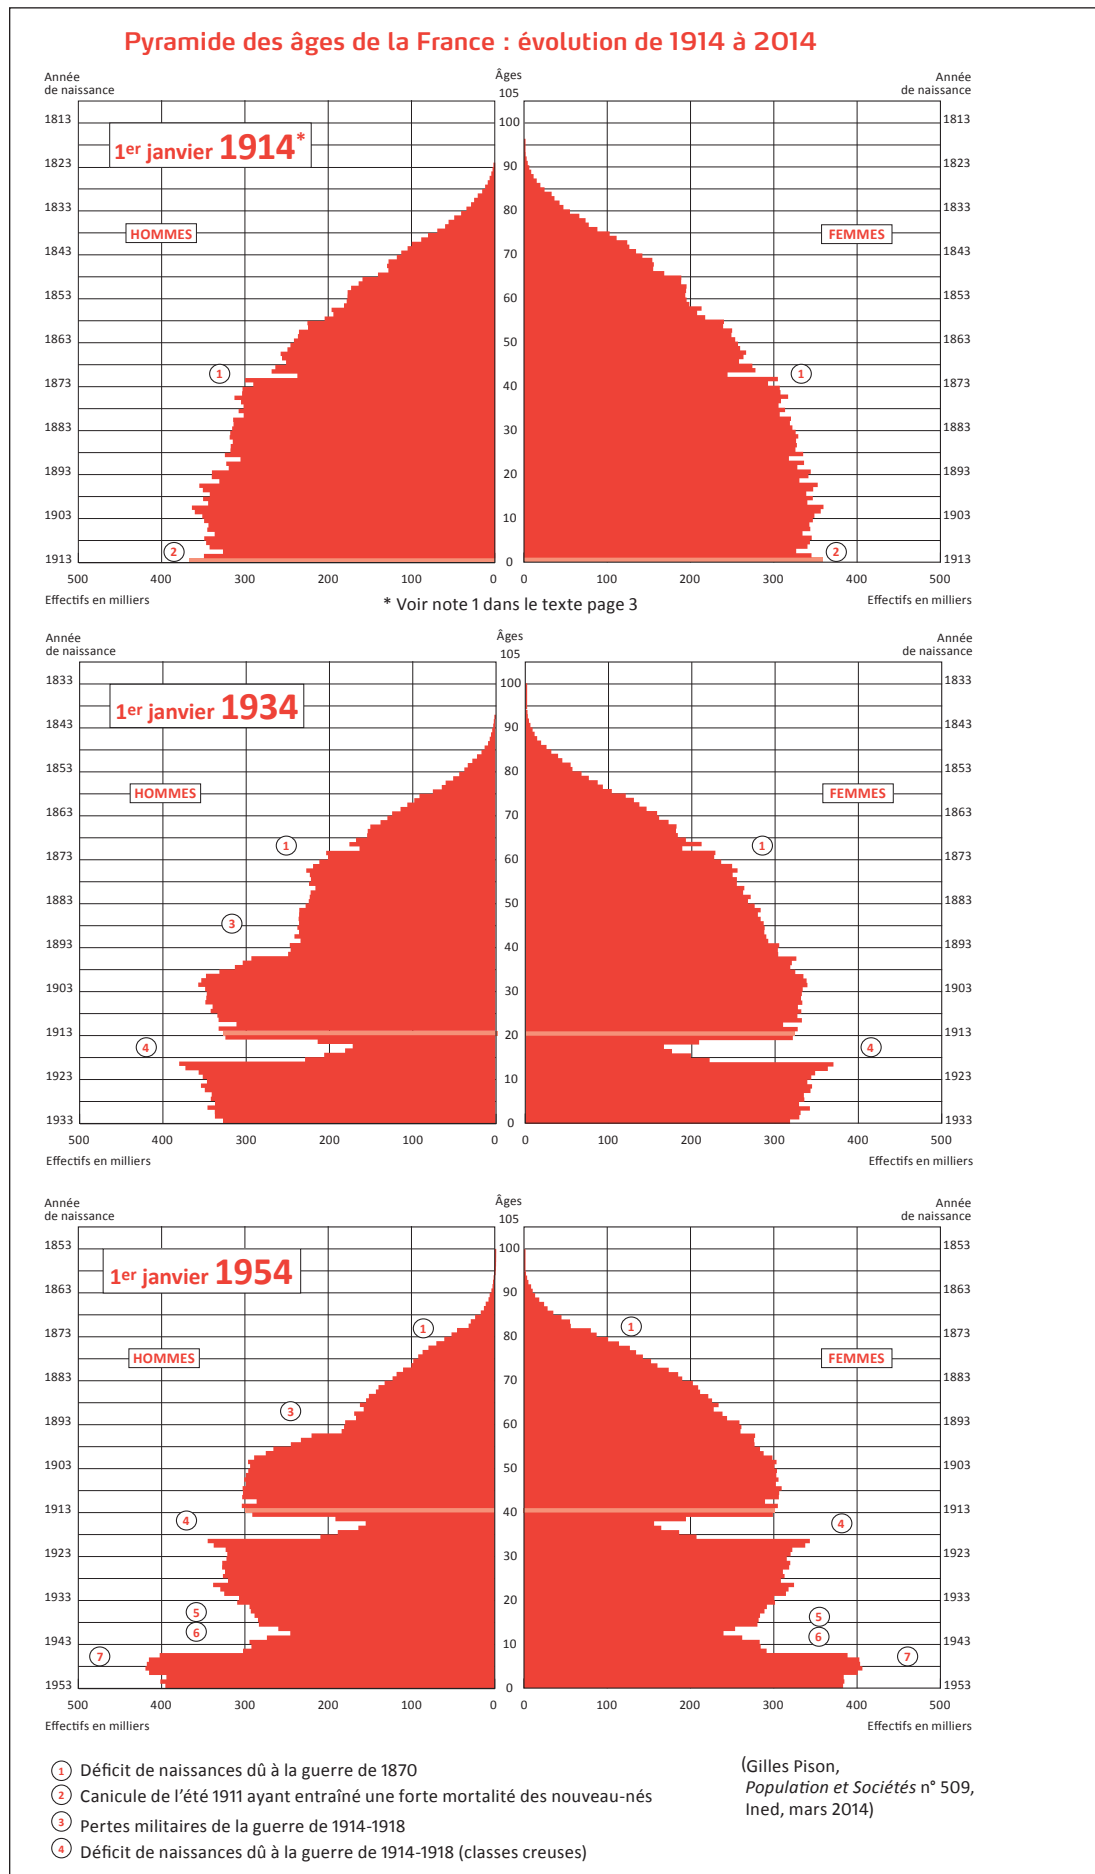 Pyramide des âges de la France : évolution de 1914 à 2014
Année
de naissance
Âges
Année
de naissance
105
1813 100 1813
1er janvier 1914*
1823 90 1823
1833 80 1833
HOMMES FEMMES
1843 70 1843
1853 60 1853
1863 50 1863
1 1
1873 40 1873
1883 30 1883
1893 20 1893
1903 10 1903
2 2
1913 0 1913
500 400 300 200 100 0 0 100 200 300 400 500
Effectifs en milliers Effectifs en milliers
* Voir note 1 dans le texte page 3
Année
de naissance
Âges
Année
de naissance
105
1833 100 1833
1er janvier 1934
1843 90 1843
1853 80 1853
HOMMES FEMMES
1863 70 1863
1 1
1873 60 1873
1883 50 1883
3
1893 40 1893
1903 30 1903
1913 20 1913
4 4
1923 10 1923
1933 0 1933
500 400 300 200 100 0 0 100 200 300 400 500
Effectifs en milliers Effectifs en milliers
Année
de naissance
Âges
Année
de naissance
105
1853 100 1853
1er janvier 1954
1863 90 1863
1 1
1873 80 1873
HOMMES FEMMES
1883 70 1883
3
1893 60 1893
1903 50 1903
1913 40 1913
4 4
1923 30 1923
1933 20 1933
5 5
6 6
1943 10 1943
7 7
1953 0 1953
500 400 300 200 100 0 0 100 200 300 400 500
Effectifs en milliers Effectifs en milliers
1 Déficit de naissances dû à la guerre de 1870
2 Canicule de l'été 1911 ayant entraîné une forte mortalité des nouveau-nés
3 Pertes militaires de la guerre de 1914-1918
4 Déficit de naissances dû à la guerre de 1914-1918 (classes creuses)
(Gilles Pison,
Population et Sociétés n° 509,
Ined, mars 2014)